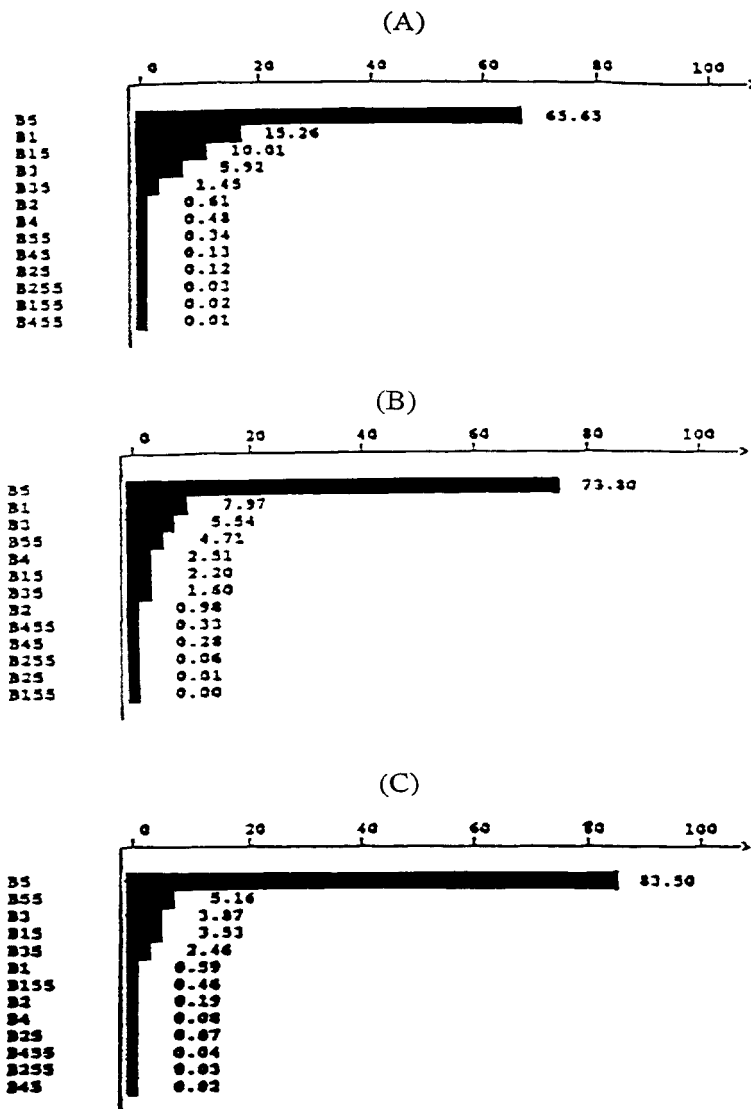 (A)
0 20 40 60 80 100
B5 65.63
B1 15.26
B15 10.01
B3 5.92
B35 1.45
B2 0.61
B4 0.48
B55 0.34
B45 0.13
B25 0.12
B255 0.03
B155 0.02
B455 0.01
(B)
0 20 40 60 80 100
B5 73.80
B1 7.97
B3 5.54
B55 4.71
B4 2.51
B15 2.20
B35 1.60
B2 0.98
B455 0.33
B45 0.28
B255 0.06
B25 0.01
B155 0.00
(C)
0 20 40 60 80 100
B5 83.50
B55 5.16
B3 3.87
B15 3.53
B35 2.46
B1 0.59
B155 0.46
B2 0.19
B4 0.08
B25 0.07
B455 0.04
B255 0.03
B45 0.02